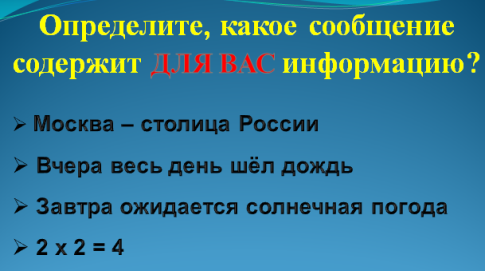 Определите, какое сообщение
содержит ДЛЯ ВАС информацию?
➢ Москва – столица России
➢ Вчера весь день шёл дождь
➢ Завтра ожидается солнечная погода
➢ 2 х 2 = 4